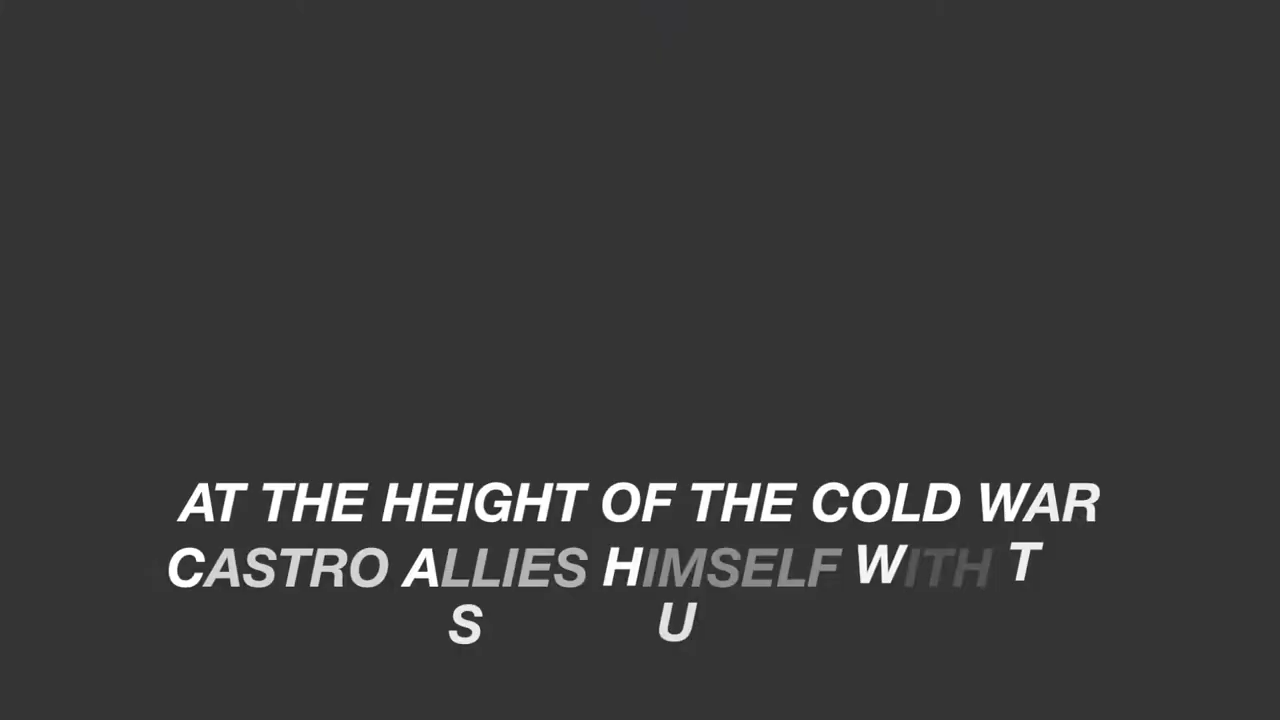 AT THE HEIGHT OF THE COLD WAR
CASTRO ALLIES HIMSELF WITH T
S U